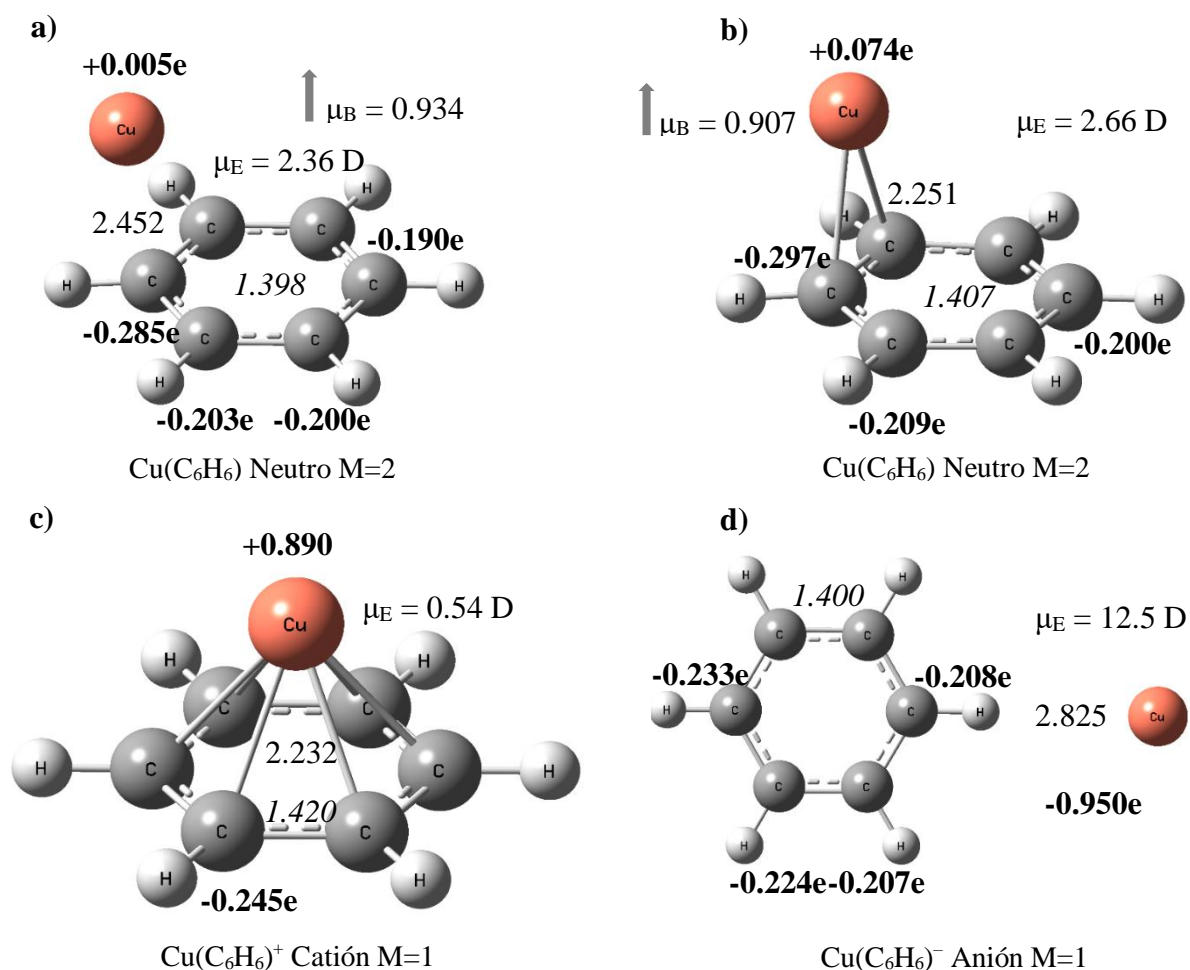 a)
+0.005e
Cu
μB = 0.934
μE = 2.36 D
H H
2.452 C C
-0.190e
H C 1.398 C H
-0.285e C C
H H
-0.203e -0.200e
Cu(C6H6) Neutro M=2
b)
+0.074e
Cu
μB = 0.907
μE = 2.66 D
2.251
H H
-0.297e C C
H C 1.407 C H
C C
-0.200e
H H
-0.209e
Cu(C6H6) Neutro M=2
c)
+0.890
Cu
μE = 0.54 D
H H
C C
2.232
H C C H
1.420
C C
H H
-0.245e
Cu(C6H6)+ Catión M=1
d)
H H
1.400
C C
μE = 12.5 D
-0.233e -0.208e
H C C H 2.825 Cu
C C
-0.950e
H H
-0.224e -0.207e
Cu(C6H6)− Anión M=1